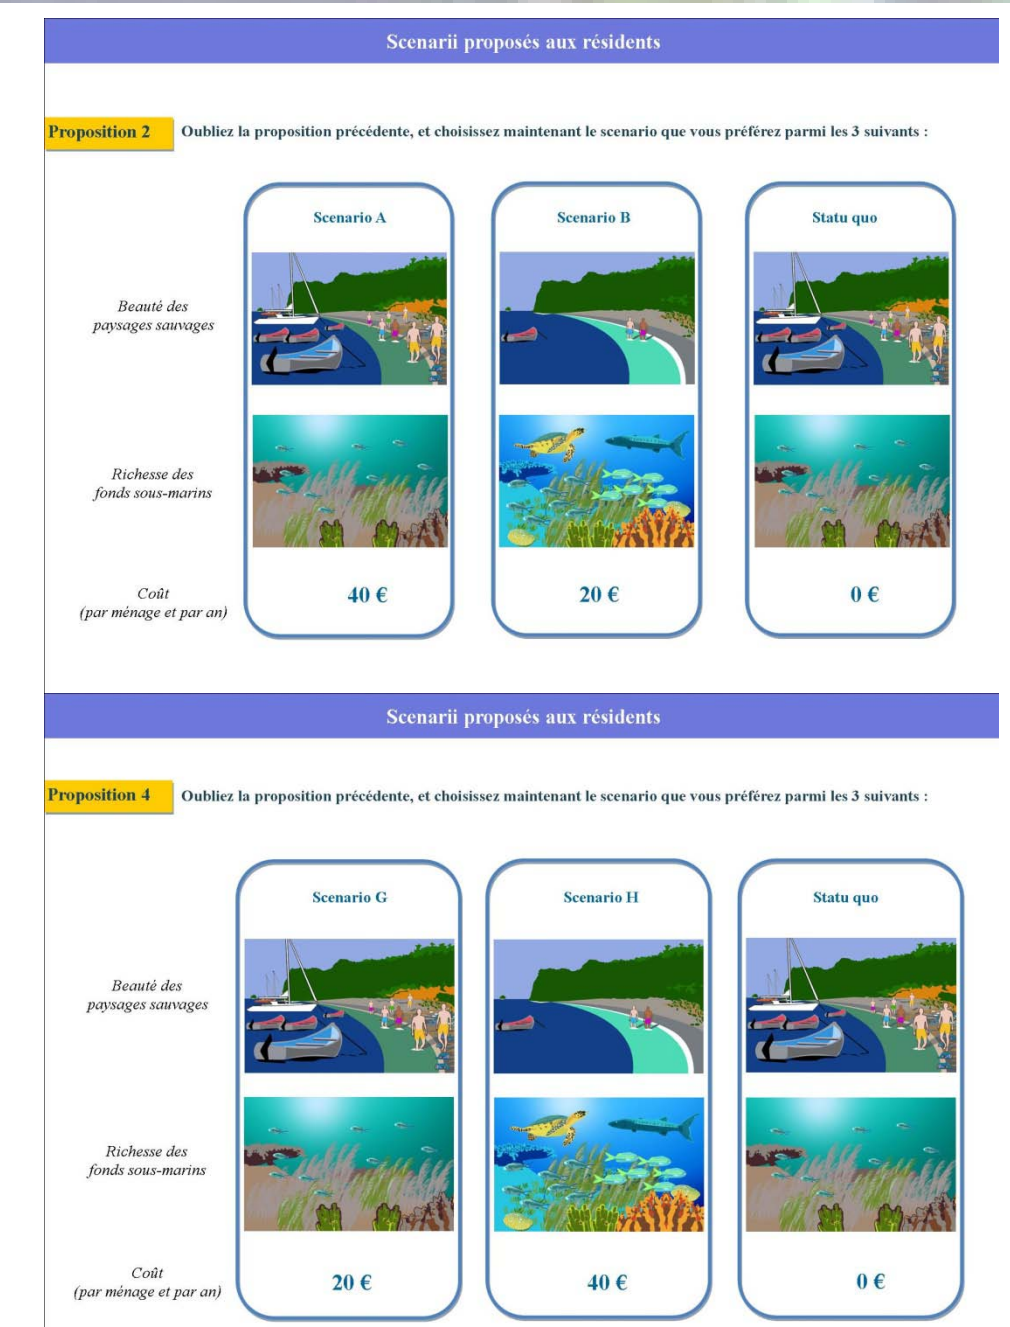 Scenarii proposés aux résidents
Proposition 2
Oubliez la proposition précédente, et choisissez maintenant le scenario que vous préférez parmi les 3 suivants :
Scenario A
Scenario B
Statu quo
Beauté des
paysages sauvages
Richesse des
fonds sous-marins
Coût
(par ménage et par an)
40 €
20 €
0 €
Scenarii proposés aux résidents
Proposition 4
Oubliez la proposition précédente, et choisissez maintenant le scenario que vous préférez parmi les 3 suivants :
Scenario G
Scenario H
Statu quo
Beauté des
paysages sauvages
Richesse des
fonds sous-marins
Coût
(par ménage et par an)
20 €
40 €
0 €